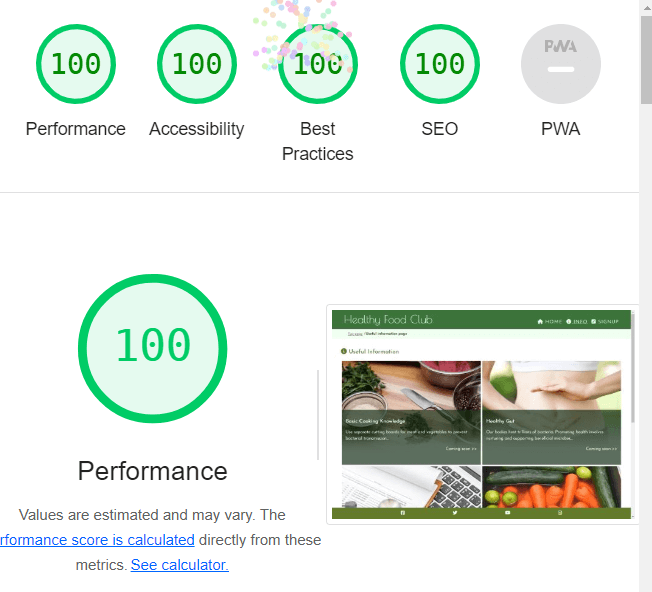 100
100
100
100
PWA
Performance
Accessibility
Best
Practices
SEO
PWA
100
Performance
Values are estimated and may vary. The
rformance score is calculated directly from these
metrics. See calculator.
Healthy Food Club
HOME
INFO
SIGNUP
Useful information page
Useful Information
Basic Cooking Knowledge
Use separate cutting boards for meat and vegetables to prevent
bacterial transmission.
Coming soon >>
Healthy Gut
Our bodies host trillions of bacteria. Promoting health involves
nurturing and supporting beneficial microbes.
Coming soon >>